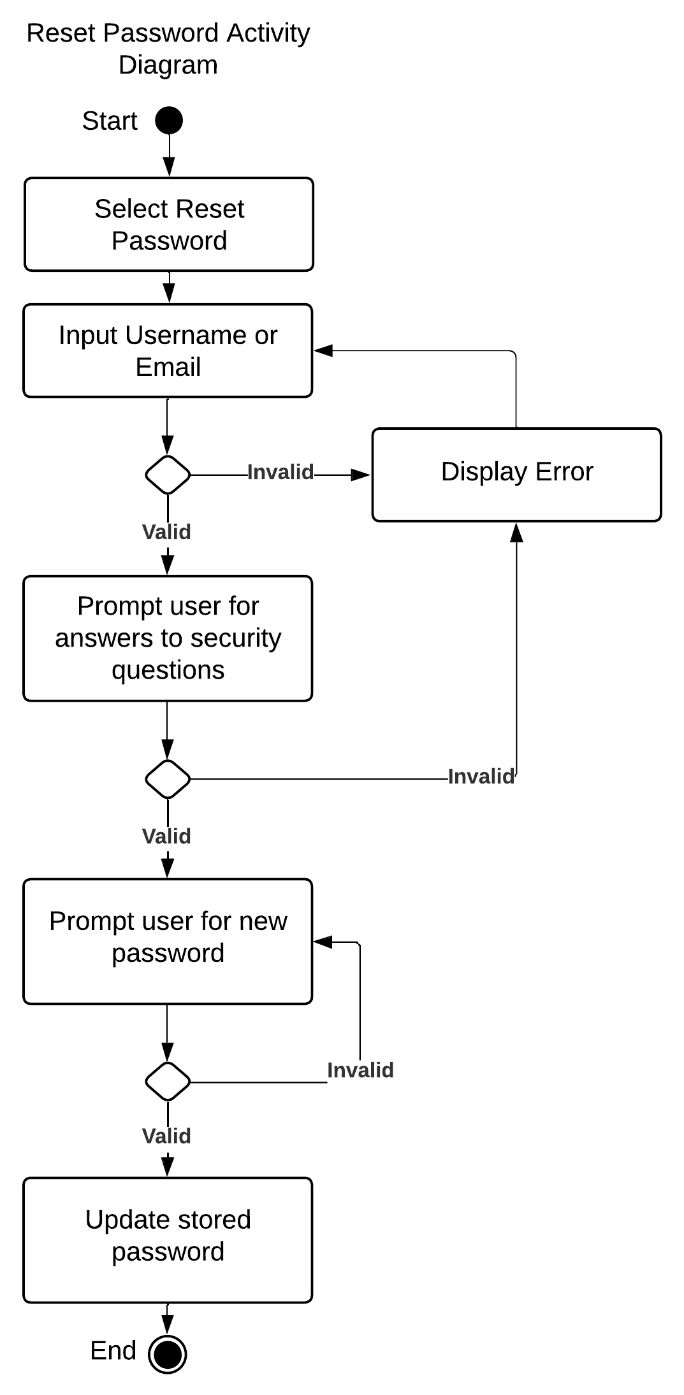 Reset Password Activity
Diagram
Start
Select Reset
Password
Input Username or
Email
Invalid
Display Error
Valid
Prompt user for
answers to security
questions
Invalid
Valid
Prompt user for new
password
Invalid
Valid
Update stored
password
End